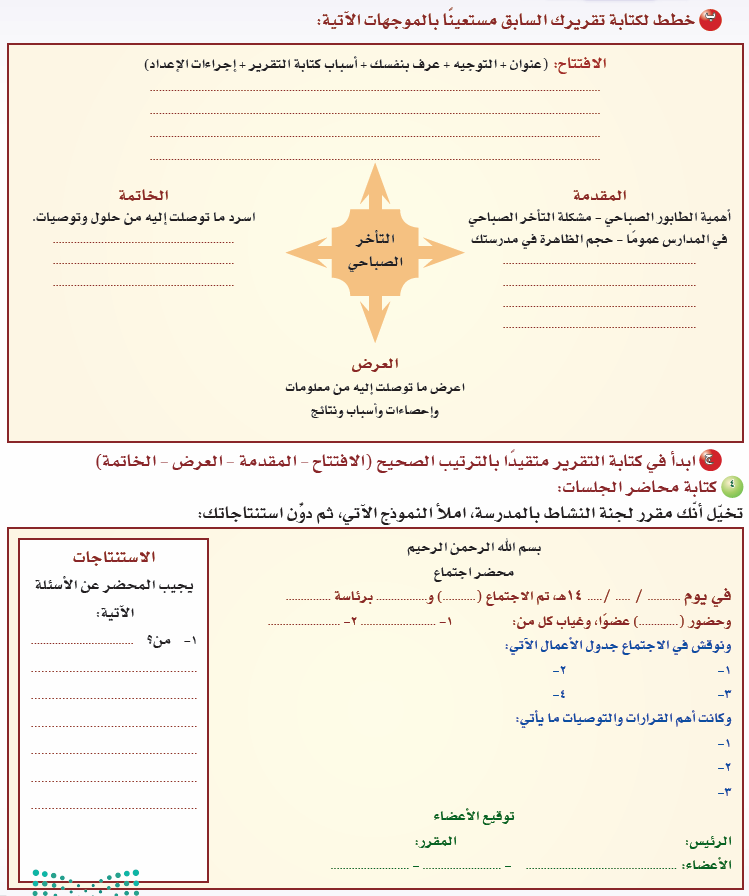 ب خطط لكتابة تقريرك السابق مستعينًا بالموجهات الآتية:
الافتتاح: (عنوان + التوجيه + عرف بنفسك + أسباب كتابة التقرير + إجراءات الإعداد)
المقدمة
أهمية الطابور الصباحي – مشكلة التأخر الصباحي
في المدارس عمومًا – حجم الظاهرة في مدرستك
التأخر
الصباحي
الخاتمة
اسرد ما توصلت إليه من حلول وتوصيات.
العرض
اعرض ما توصلت إليه من معلومات
وإحصاءات وأسباب ونتائج
ج ابدأ في كتابة التقرير متقيدًا بالترتيب الصحيح (الافتتاح – المقدمة – العرض – الخاتمة)
٤ كتابة محاضر الجلسات:
تخيّل أنّك مقرر لجنة النشاط بالمدرسة، املأ النموذج الآتي، ثم دوِّن استنتاجاتك:
بسم الله الرحمن الرحيم
محضر اجتماع
في يوم .......... / ..... / ..... ١٤هـ، تم الاجتماع (..........) و............... برئاسة .............
وحضور (............) عضوًا، وغياب كل من: ١- ...................... ٢- .....................
ونوقش في الاجتماع جدول الأعمال الآتي:
١- ٢-
٣- ٤-
وكانت أهم القرارات والتوصيات ما يأتي:
١-
٢-
٣-
توقيع الأعضاء
الرئيس: المقرر:
الأعضاء: ............................................ – ....................... – .......................
الاستنتاجات
يجيب المحضر عن الأسئلة
الآتية:
١- من؟ ..............................